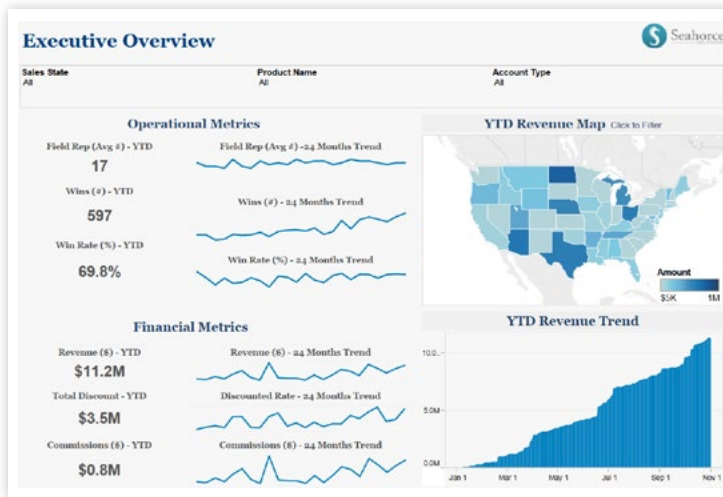 Executive Overview
Seahorce
Sales State
All
Product Name
All
Account Type
All
Operational Metrics
Field Rep (Avg #) - YTD
17
Field Rep (Avg #) -24 Months Trend
Wins (#) - YTD
597
Wins (#) - 24 Months Trend
Win Rate (%) - YTD
69.8%
Win Rate (%) - 24 Months Trend
YTD Revenue Map Click to Filter
Amount
$5K 1M
Financial Metrics
Revenue ($) - YTD
$11.2M
Revenue ($) - 24 Months Trend
Total Discount - YTD
$3.5M
Discounted Rate - 24 Months Trend
Commissions ($) - YTD
$0.8M
Commissions ($) - 24 Months Trend
YTD Revenue Trend
10.0..
5.0M
0.0M
Jan 1 Mar 1 May 1 Jul 1 Sep 1 Nov 1